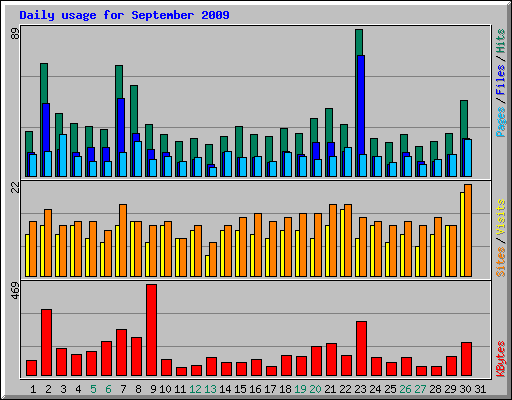 Daily usage for September 2009
89
Pages / Files / Hits
22
Sites / Visits
469
KBytes
1 2 3 4 5 6 7 8 9 10 11 12 13 14 15 16 17 18 19 20 21 22 23 24 25 26 27 28 29 30 31